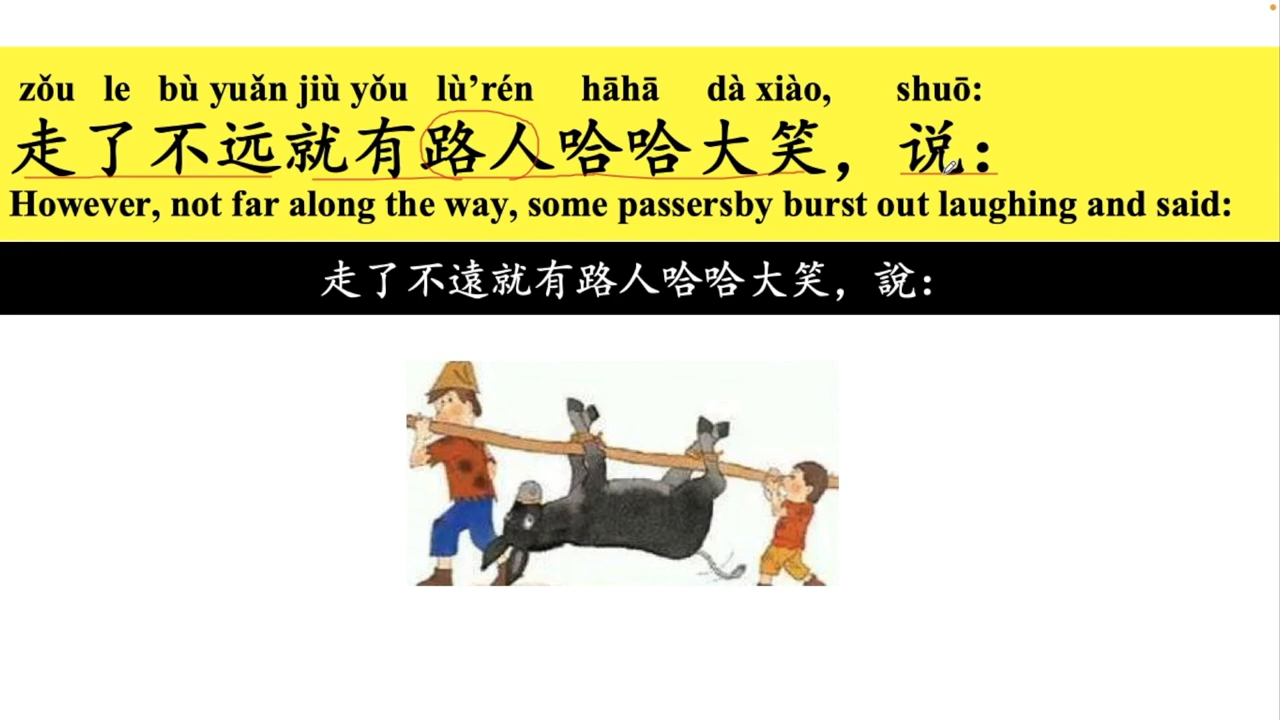 zǒu le bù yuǎn jiù yǒu lù’rén hāhā dà xiào, shuō:
走了不远就有路人哈哈大笑，说：
However, not far along the way, some passersby burst out laughing and said:
走了不遠就有路人哈哈大笑，說：